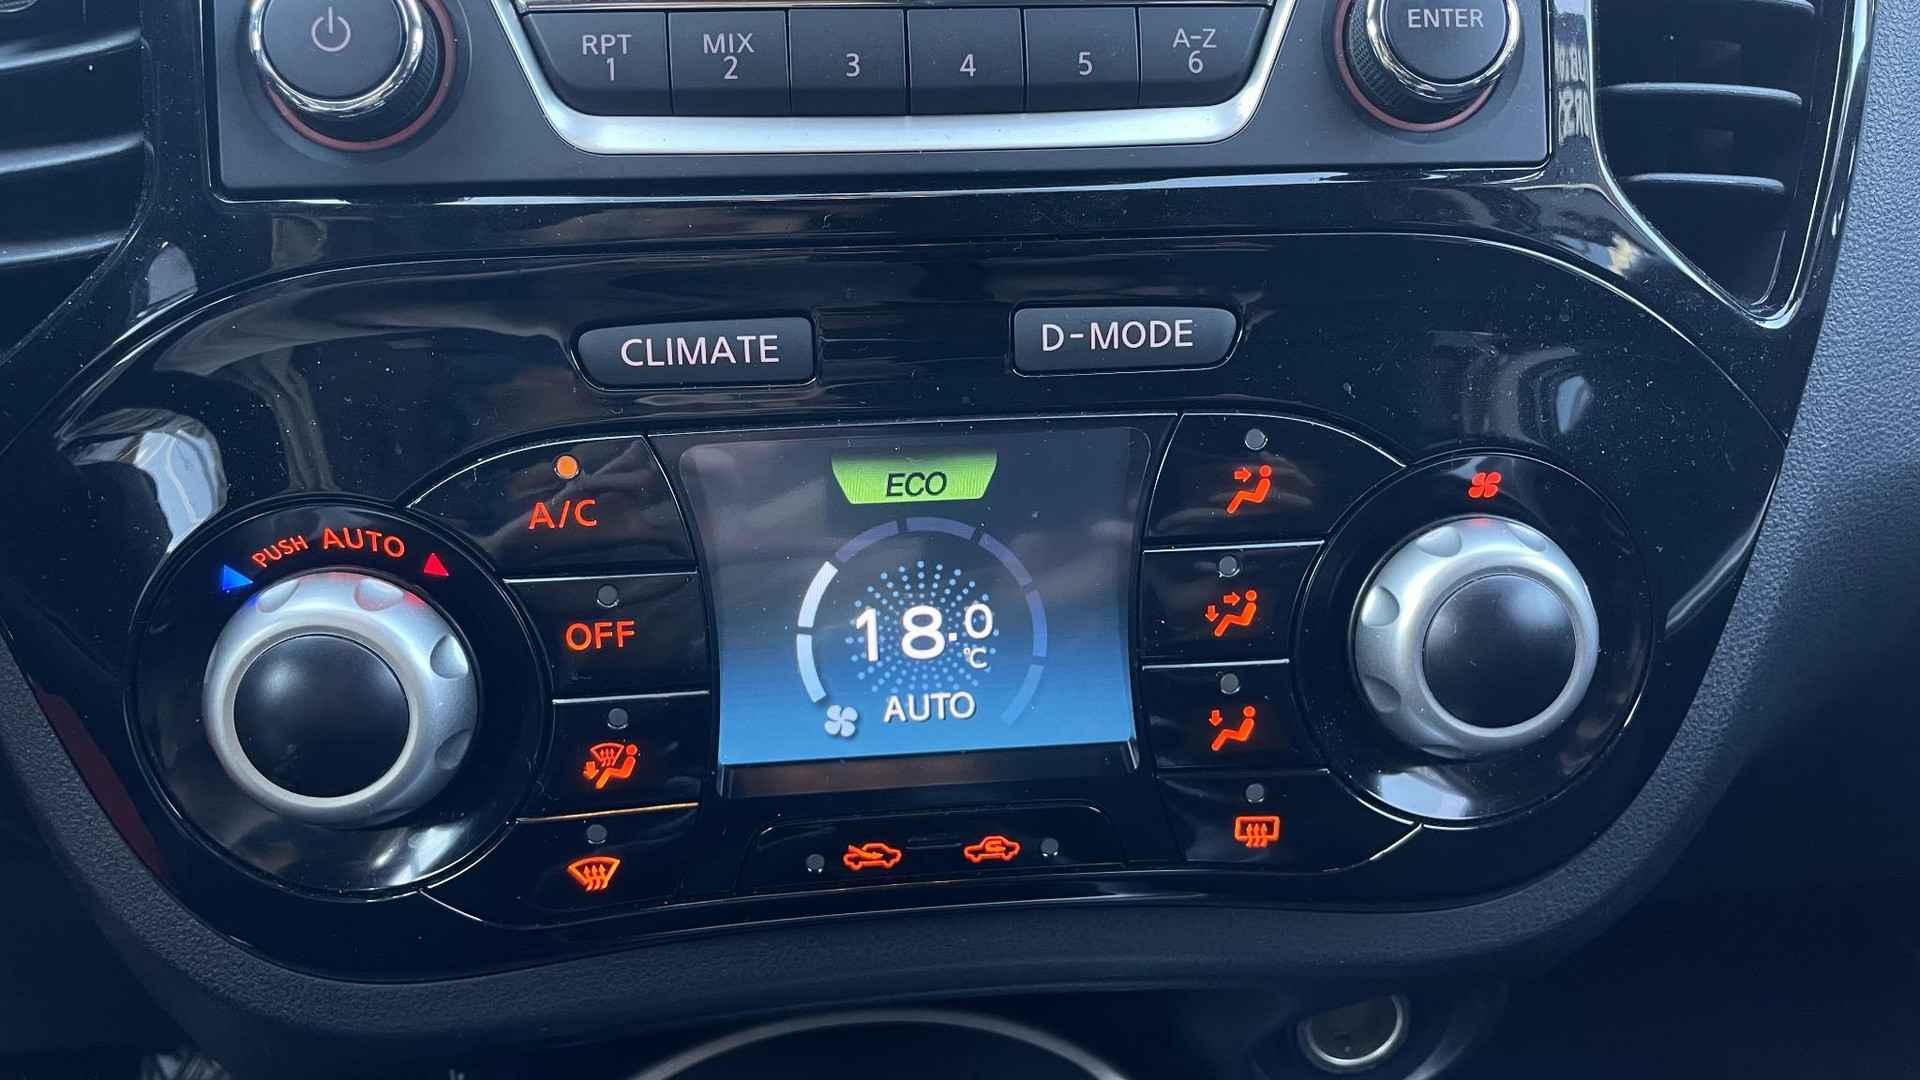 RPT
1
MIX
2
3
4
5
A-Z
6
ENTER
CLIMATE
D-MODE
ECO
A/C
PUSH AUTO
OFF
18.0
°C
AUTO